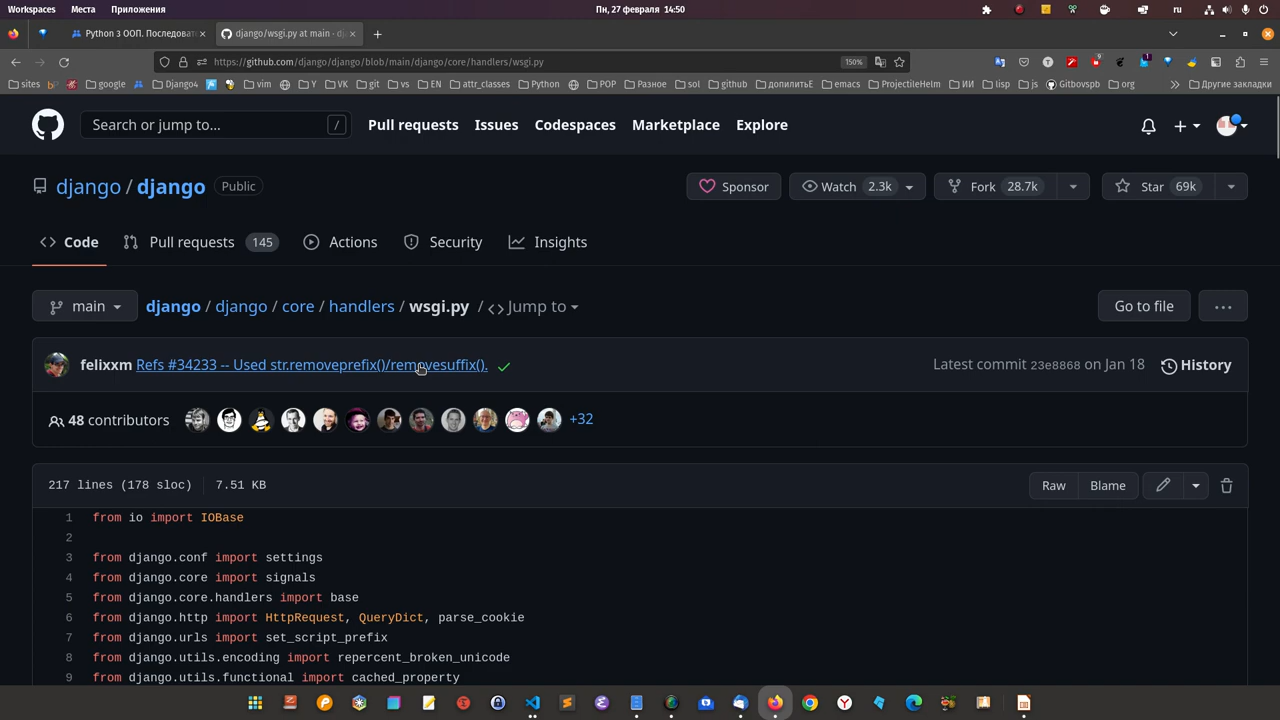 Workspaces Места Приложения Пн, 27 февраля 14:50 ru
Python 3 ООП. Последоват django/wsgi.py at main · dj
https://github.com/django/django/blob/main/django/core/handlers/wsgi.py 150%
sites google Django4 vim Y VK git vs EN attr_classes Python POP Разное sol github допилитьЕ emacs ProjectileHelm ИИ lisp js Gitbovspb org Другие закладки
Search or jump to... / Pull requests Issues Codespaces Marketplace Explore
django / django Public Sponsor Watch 2.3k Fork 28.7k Star 69k
Code Pull requests 145 Actions Security Insights
main django / django / core / handlers / wsgi.py / Jump to Go to file ...
felixxm Refs #34233 -- Used str.removeprefix()/removesuffix(). Latest commit 23e8868 on Jan 18 History
48 contributors +32
217 lines (178 sloc) 7.51 KB Raw Blame
1 from io import IOBase
2
3 from django.conf import settings
4 from django.core import signals
5 from django.core.handlers import base
6 from django.http import HttpRequest, QueryDict, parse_cookie
7 from django.urls import set_script_prefix
8 from django.utils.encoding import repercent_broken_unicode
9 from django.utils.functional import cached_property